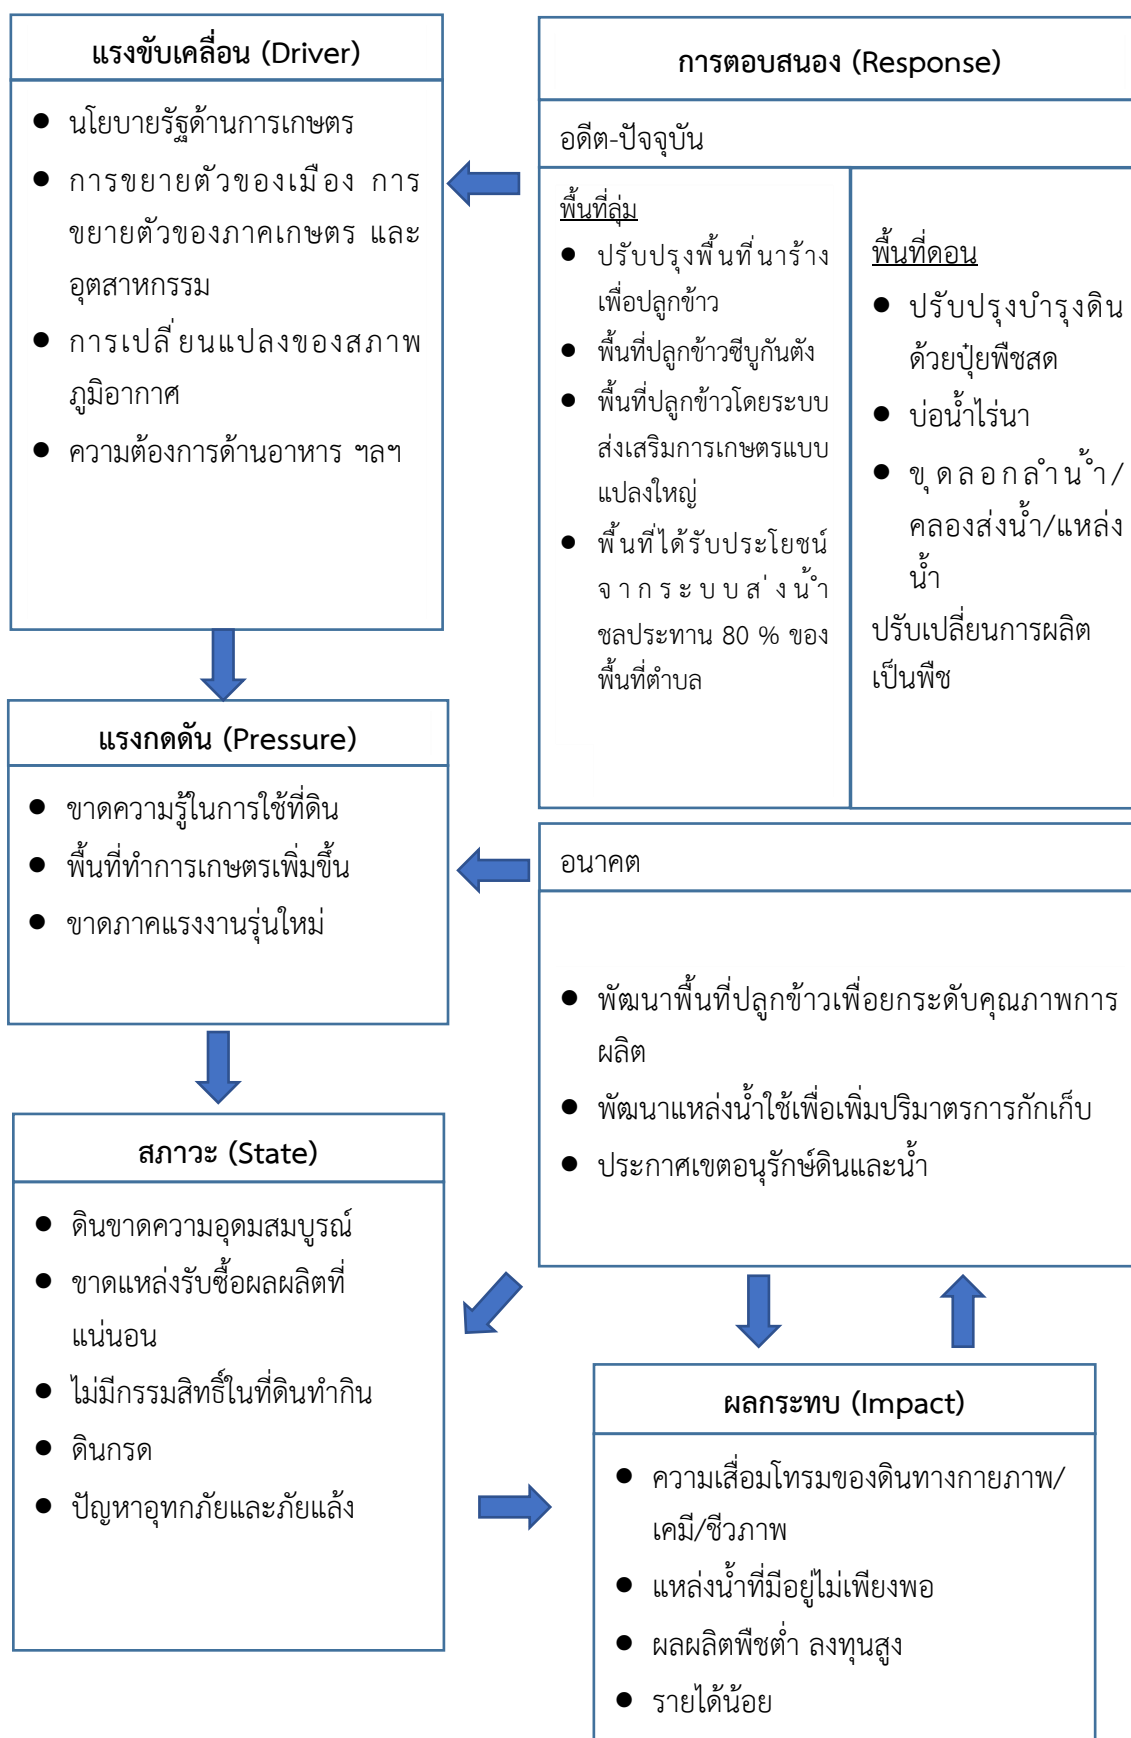 แรงขับเคลื่อน (Driver)
● นโยบายรัฐด้านการเกษตร
● การขยายตัวของเมือง การ
ขยายตัวของภาคเกษตร และ
อุตสาหกรรม
● การเปลี่ยนแปลงของสภาพ
ภูมิอากาศ
● ความต้องการด้านอาหาร ฯลฯ
การตอบสนอง (Response)
อดีต-ปัจจุบัน
พื้นที่ลุ่ม
● ปรับปรุงพื้นที่นาร้าง
เพื่อปลูกข้าว
● พื้นที่ปลูกข้าวซีบูกันตัง
● พื้นที่ปลูกข้าวโดยระบบ
ส่งเสริมการเกษตรแบบ
แปลงใหญ่
● พื้นที่ได้รับประโยชน์
จากระบบส่งน้ำ
ชลประทาน 80 % ของ
พื้นที่ตำบล
พื้นที่ดอน
● ปรับปรุงบำรุงดิน
ด้วยปุ๋ยพืชสด
● บ่อน้ำไร่นา
● ขุดลอกลำน้ำ/
คลองส่งน้ำ/แหล่ง
น้ำ
ปรับเปลี่ยนการผลิต
เป็นพืช
แรงกดดัน (Pressure)
● ขาดความรู้ในการใช้ที่ดิน
● พื้นที่ทำการเกษตรเพิ่มขึ้น
● ขาดภาคแรงงานรุ่นใหม่
อนาคต
● พัฒนาพื้นที่ปลูกข้าวเพื่อยกระดับคุณภาพการ
ผลิต
● พัฒนาแหล่งน้ำใช้เพื่อเพิ่มปริมาตรการกักเก็บ
● ประกาศเขตอนุรักษ์ดินและน้ำ
สภาวะ (State)
● ดินขาดความอุดมสมบูรณ์
● ขาดแหล่งรับซื้อผลผลิตที่
แน่นอน
● ไม่มีกรรมสิทธิ์ในที่ดินทำกิน
● ดินกรด
● ปัญหาอุทกภัยและภัยแล้ง
ผลกระทบ (Impact)
● ความเสื่อมโทรมของดินทางกายภาพ/
เคมี/ชีวภาพ
● แหล่งน้ำที่มีอยู่ไม่เพียงพอ
● ผลผลิตพืชต่ำ ลงทุนสูง
● รายได้น้อย